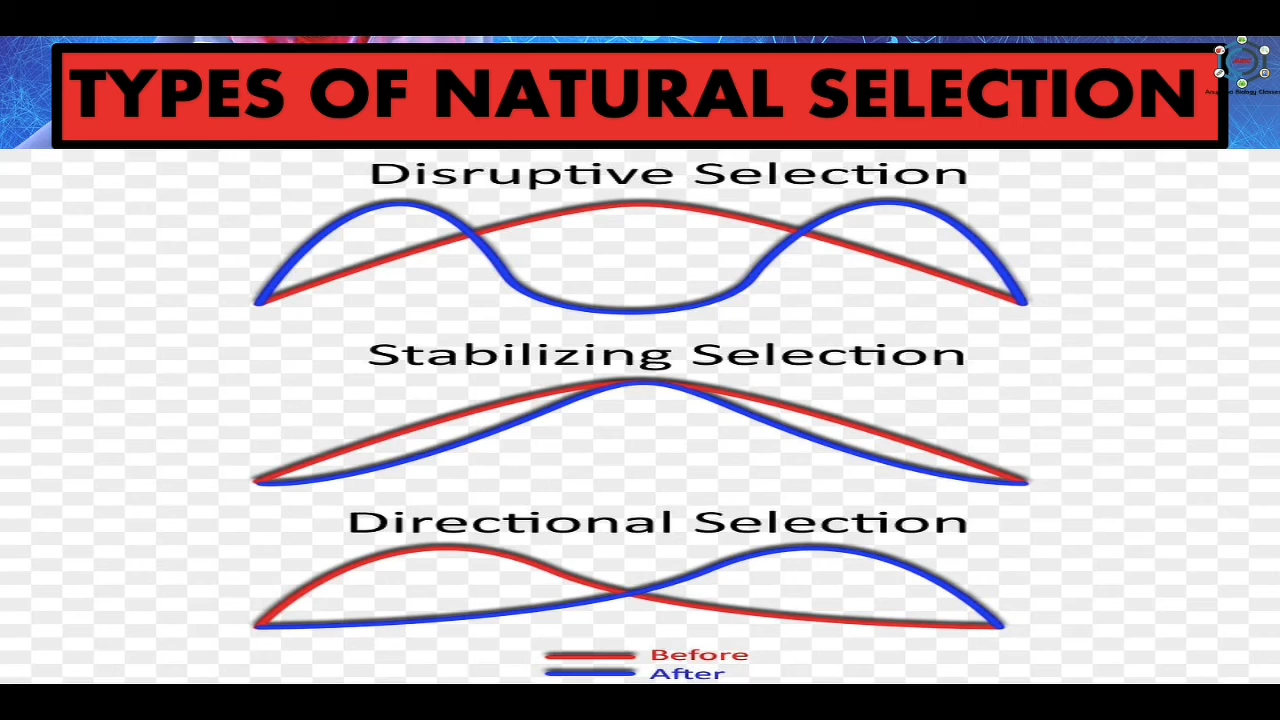 TYPES OF NATURAL SELECTION
Disruptive Selection
Stabilizing Selection
Directional Selection
Before
After